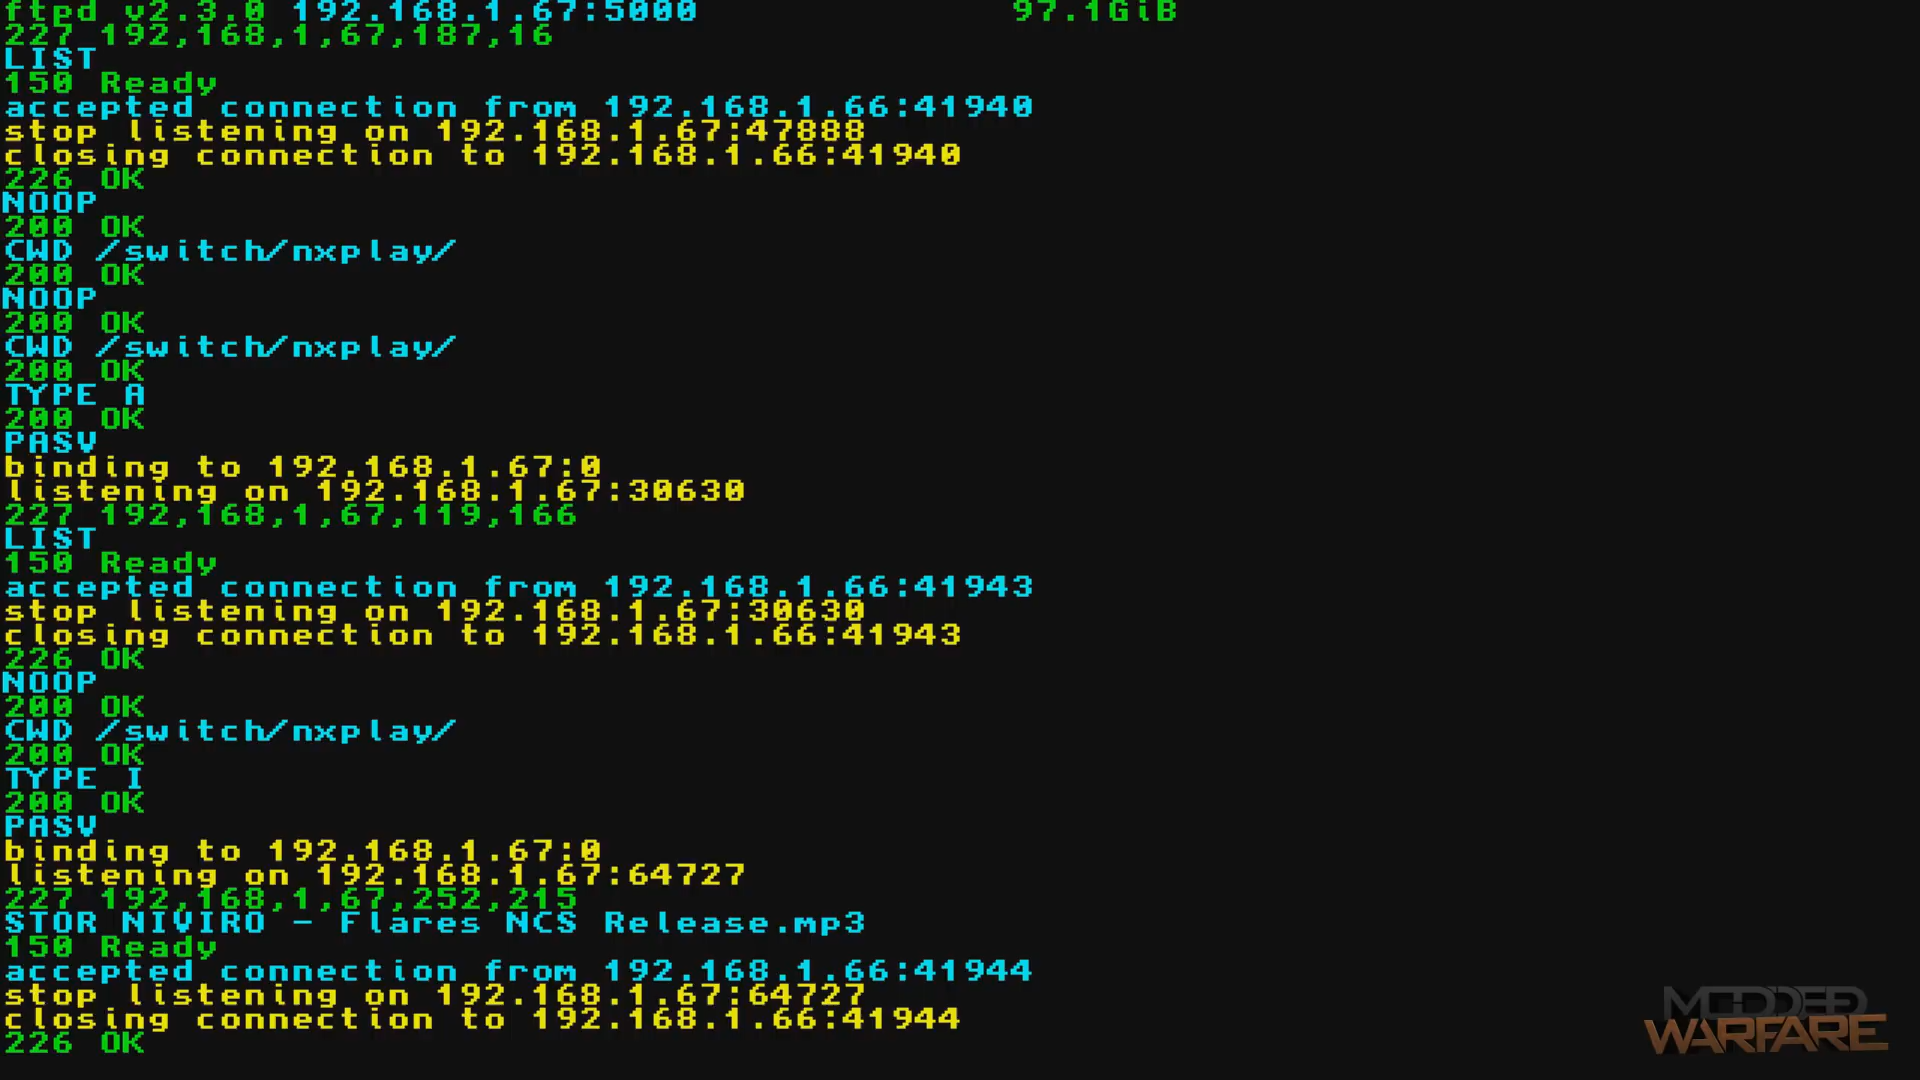 ftpd v2.3.0 192.168.1.67:5000 97.1GiB
227 192,168,1,67,187,16
LIST
150 Ready
accepted connection from 192.168.1.66:41940
stop listening on 192.168.1.67:47888
closing connection to 192.168.1.66:41940
226 OK
NOOP
200 OK
CWD /switch/nxplay/
200 OK
NOOP
200 OK
CWD /switch/nxplay/
200 OK
TYPE A
200 OK
PASV
binding to 192.168.1.67:0
listening on 192.168.1.67:30630
227 192,168,1,67,119,166
LIST
150 Ready
accepted connection from 192.168.1.66:41943
stop listening on 192.168.1.67:30630
closing connection to 192.168.1.66:41943
226 OK
NOOP
200 OK
CWD /switch/nxplay/
200 OK
TYPE I
200 OK
PASV
binding to 192.168.1.67:0
listening on 192.168.1.67:64727
227 192,168,1,67,252,215
STOR NIVIRO - Flares NCS Release.mp3
150 Ready
accepted connection from 192.168.1.66:41944
stop listening on 192.168.1.67:64727
closing connection to 192.168.1.66:41944
226 OK
MODDED
WARFARE